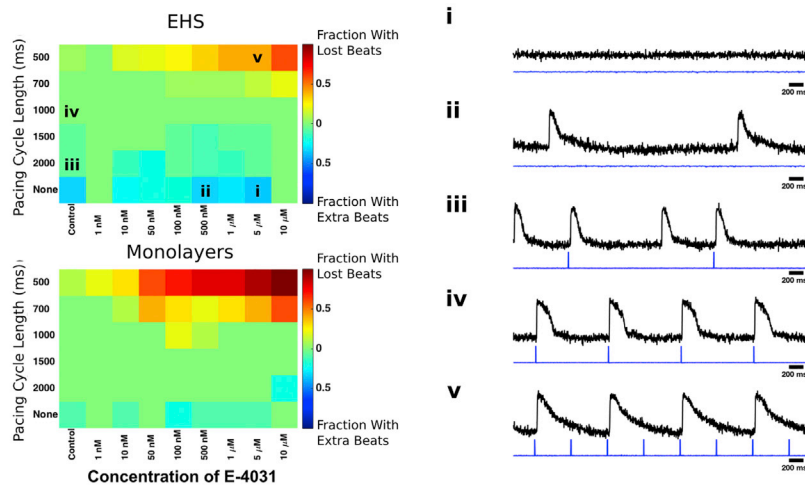 EHS
Fraction With
Lost Beats
Pacing Cycle Length (ms)
500
700
1000
1500
2000
None
v
iv
iii
ii
i
0.5
0
0.5
Control
1 nM
10 nM
50 nM
100 nM
500 nM
1 µM
5 µM
10 µM
Fraction With
Extra Beats
Monolayers
Fraction With
Lost Beats
Pacing Cycle Length (ms)
500
700
1000
1500
2000
None
0.5
0
0.5
Control
1 nM
10 nM
50 nM
100 nM
500 nM
1 µM
5 µM
10 µM
Fraction With
Extra Beats
Concentration of E-4031
i
200 ms
ii
200 ms
iii
200 ms
iv
200 ms
v
200 ms